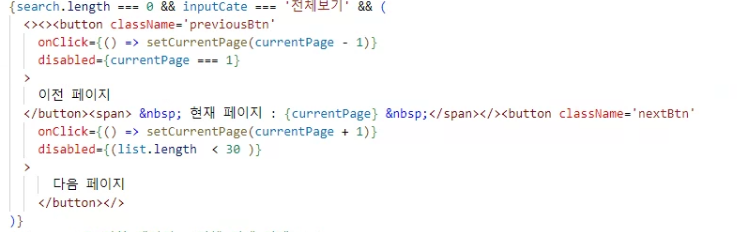 {search.length === 0 && inputCate === '전체보기' && (
<><><button className='previousBtn'
onClick={() => setCurrentPage(currentPage - 1)}
disabled={currentPage === 1}
>
이전 페이지
</button><span> &nbsp; 현재 페이지 : {currentPage} &nbsp;</span></><button className='nextBtn'
onClick={() => setCurrentPage(currentPage + 1)}
disabled={(list.length  < 30 )}
>
다음 페이지
</button></>
)}